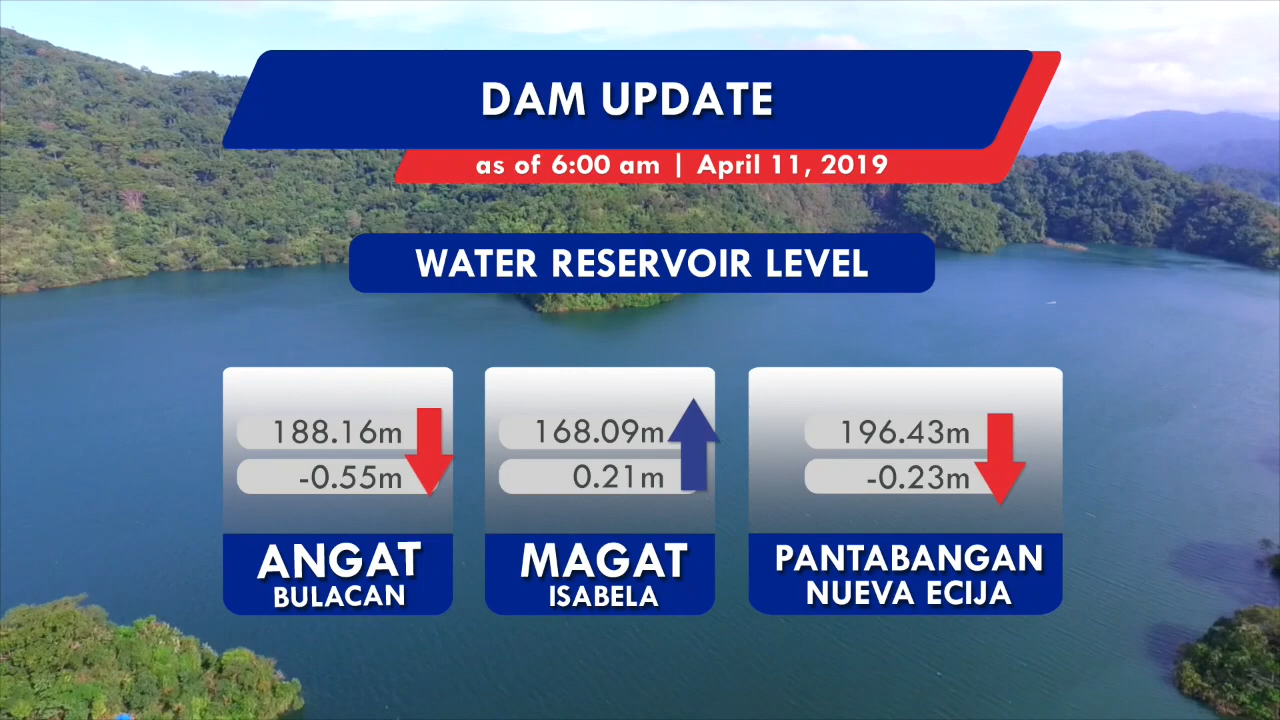 DAM UPDATE
as of 6:00 am | April 11, 2019
WATER RESERVOIR LEVEL
188.16m
-0.55m
ANGAT
BULACAN
168.09m
0.21m
MAGAT
ISABELA
196.43m
-0.23m
PANTABANGAN
NUEVA ECIJA